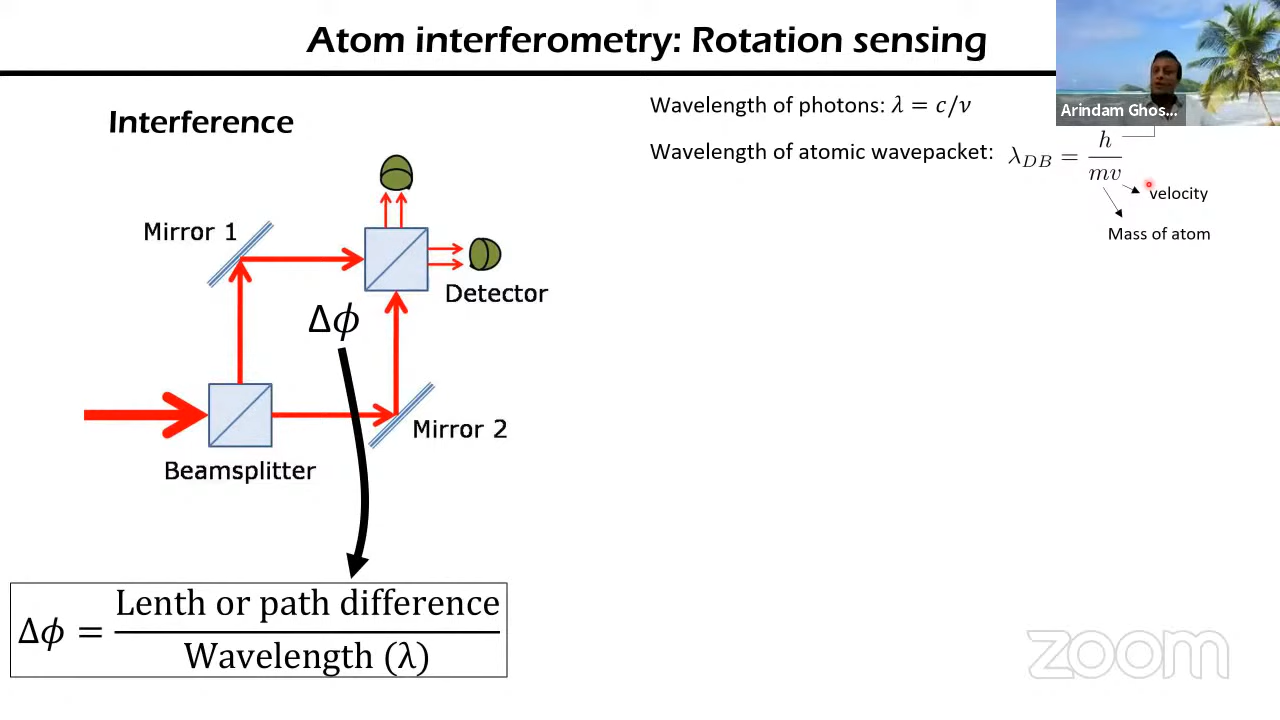 Atom interferometry: Rotation sensing
Arindam Ghos...
Interference
Wavelength of photons: λ = c/ν
Wavelength of atomic wavepacket: λ_DB = h/mv
velocity
Mass of atom
Mirror 1
Detector
Δϕ
Mirror 2
Beamsplitter
Δϕ = Lenth or path difference / Wavelength (λ)
zoom